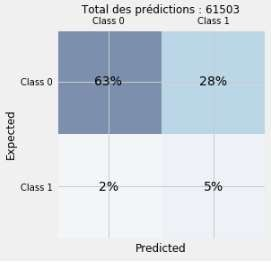 Total des prédictions : 61503
Class 0 Class 1
Class 0 63% 28%
Expected
Class 1 2% 5%
Predicted